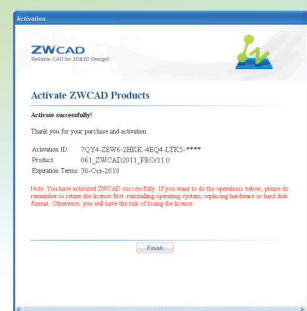 Activation
ZWCAD
Reliable CAD for 2D&3D Design!
Activate ZWCAD Products
Activate successfully!
Thank you for your purchase and activation.
Activation ID: 7QY4-Z8W6-2HKK-4EQ4-LTK5-****
Product: 061_ZWCAD2011_PRO/11.0
Expiration Terms: 30-Oct-2010
Note: You have activated ZWCAD successfully. If you want to do the operations below, please do
remember to return the license first: reinstalling operating system, replacing hardware or hard disk
format. Otherwise, you will have the risk of losing the license.
Finish